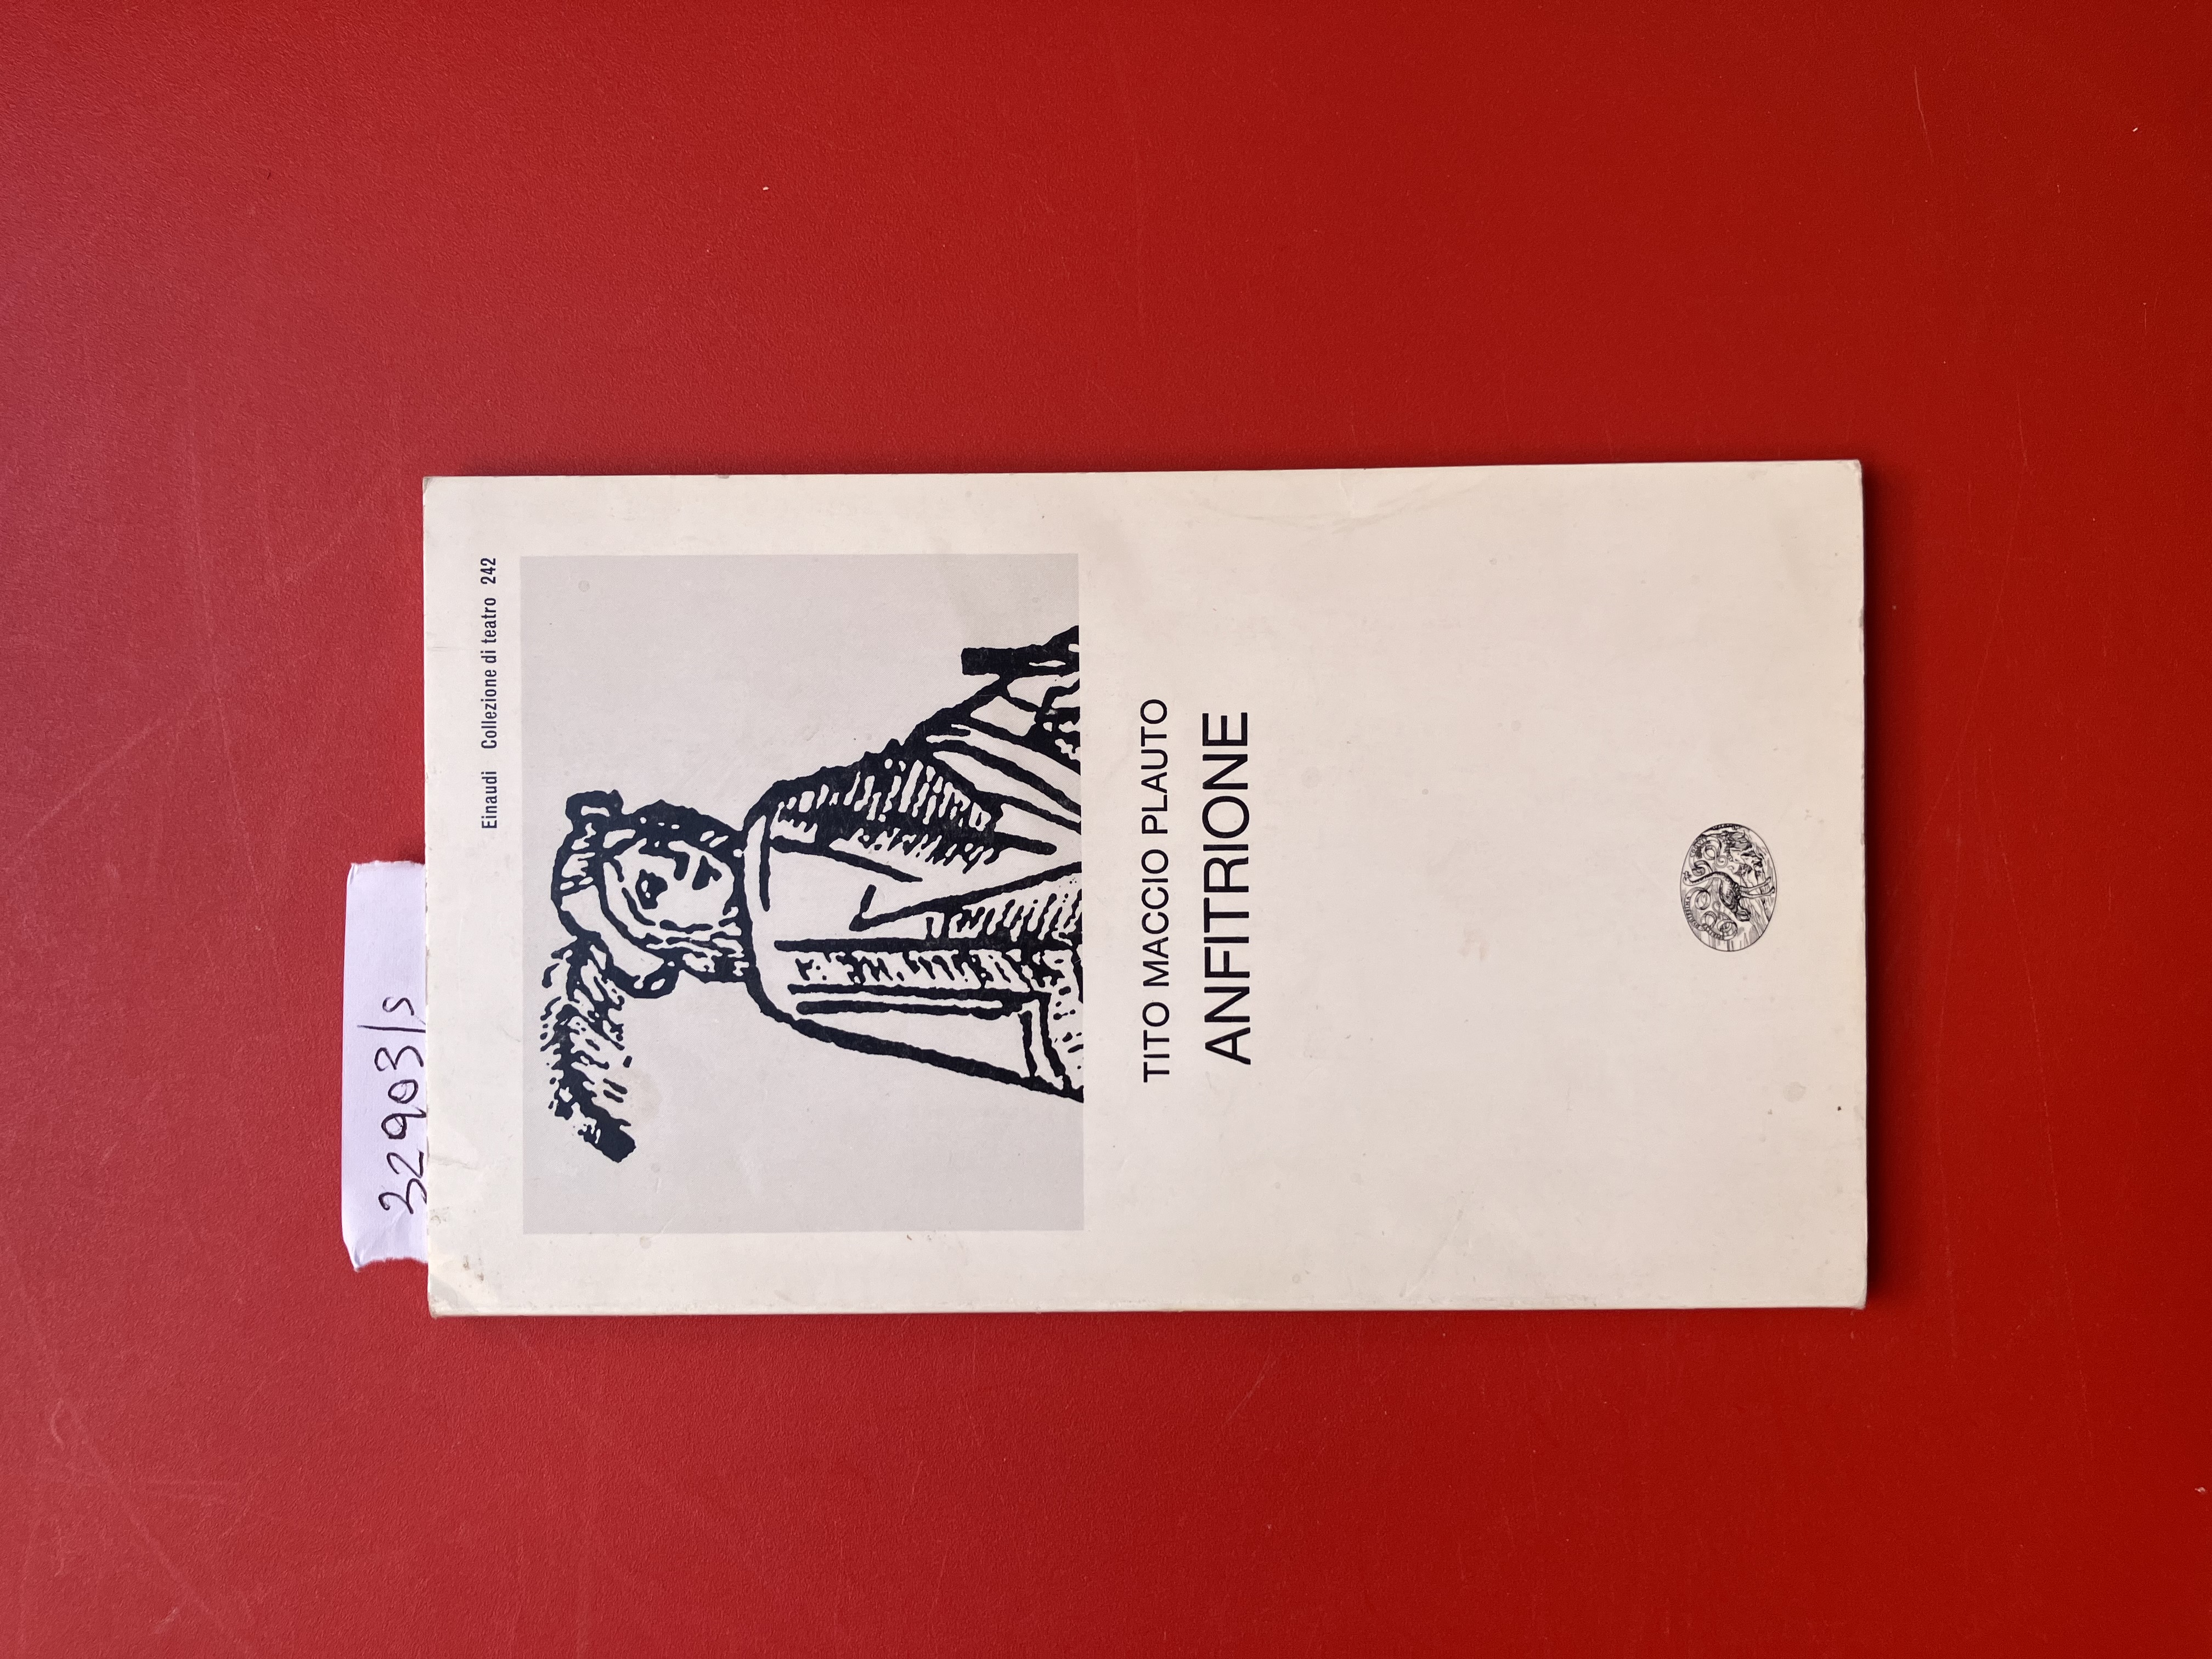 32903/s
Einaudi Collezione di teatro 242
TITO MACCIO PLAUTO
ANFITRIONE